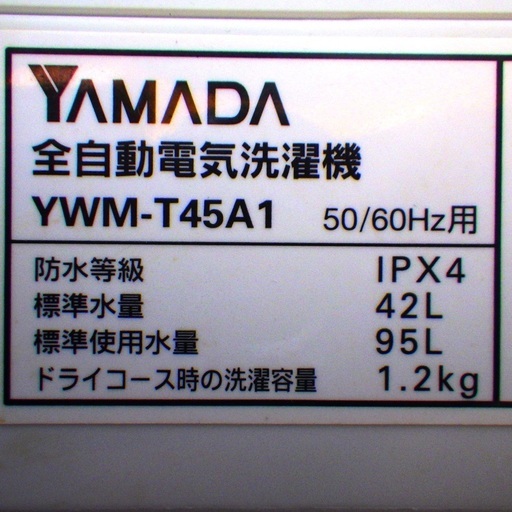 YAMADA
全自動電気洗濯機
YWM-T45A1 50/60Hz用
防水等級 IPX4
標準水量 42L
標準使用水量 95L
ドライコース時の洗濯容量 1.2kg